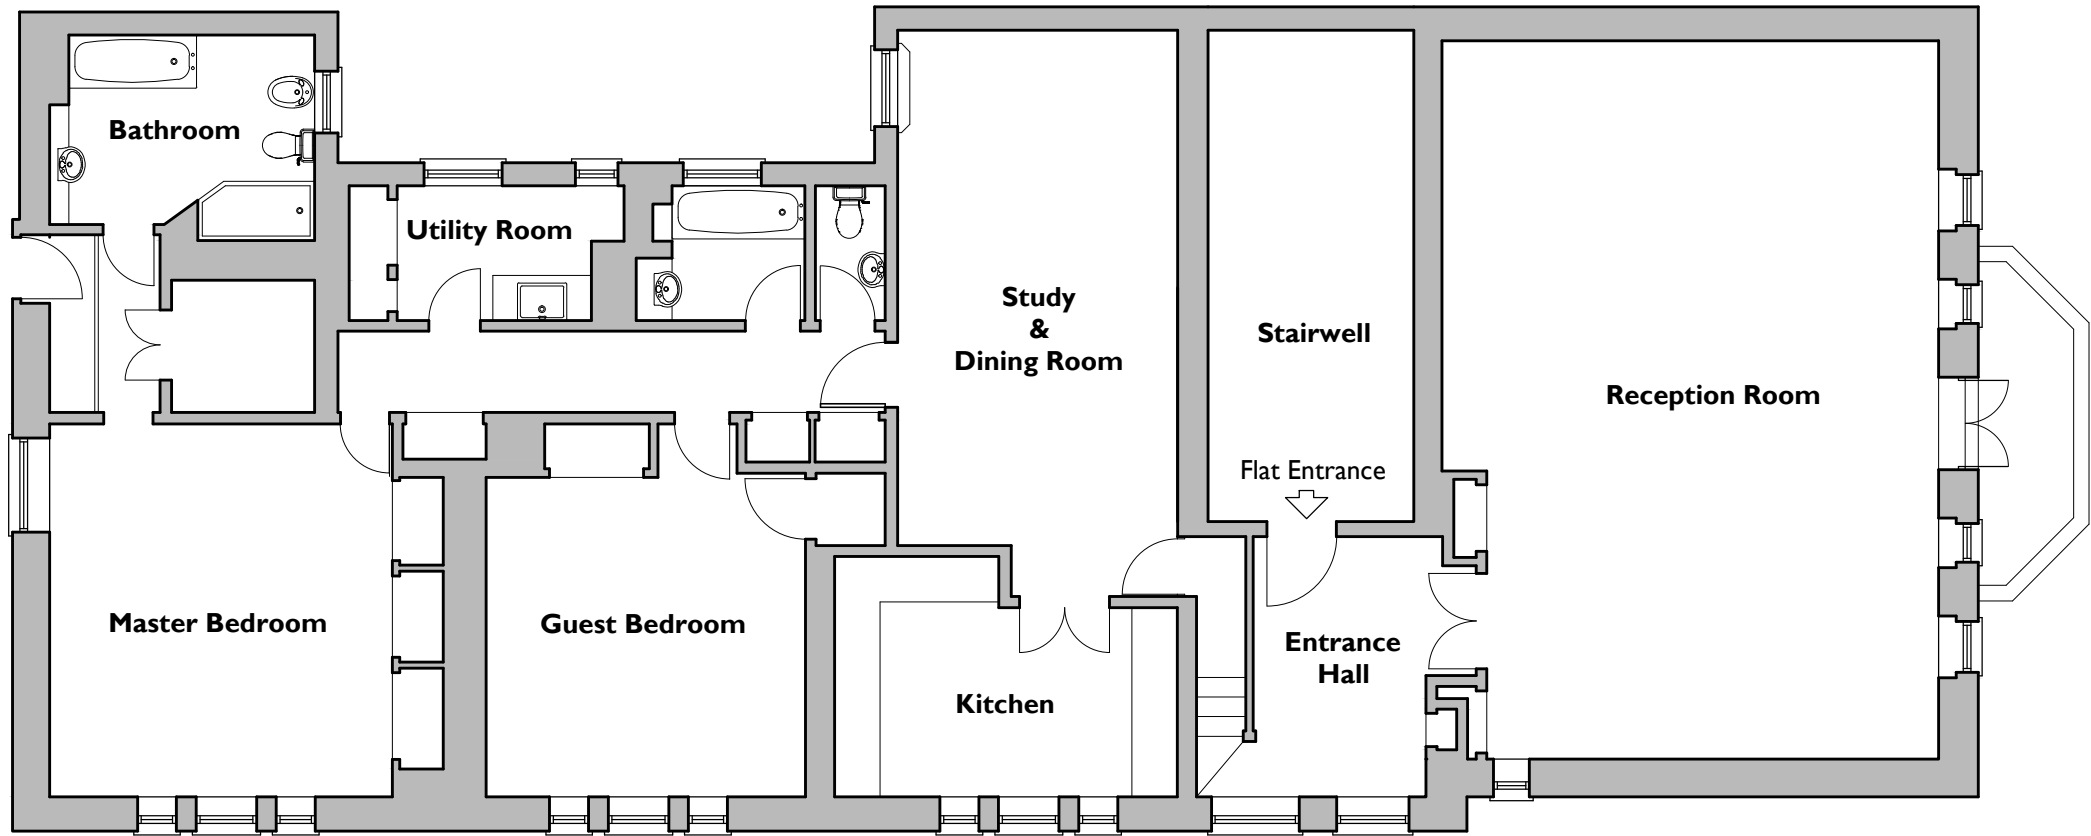 Bathroom
Utility Room
Study
&
Dining Room
Stairwell
Reception Room
Flat Entrance
Master Bedroom
Guest Bedroom
Entrance
Hall
Kitchen